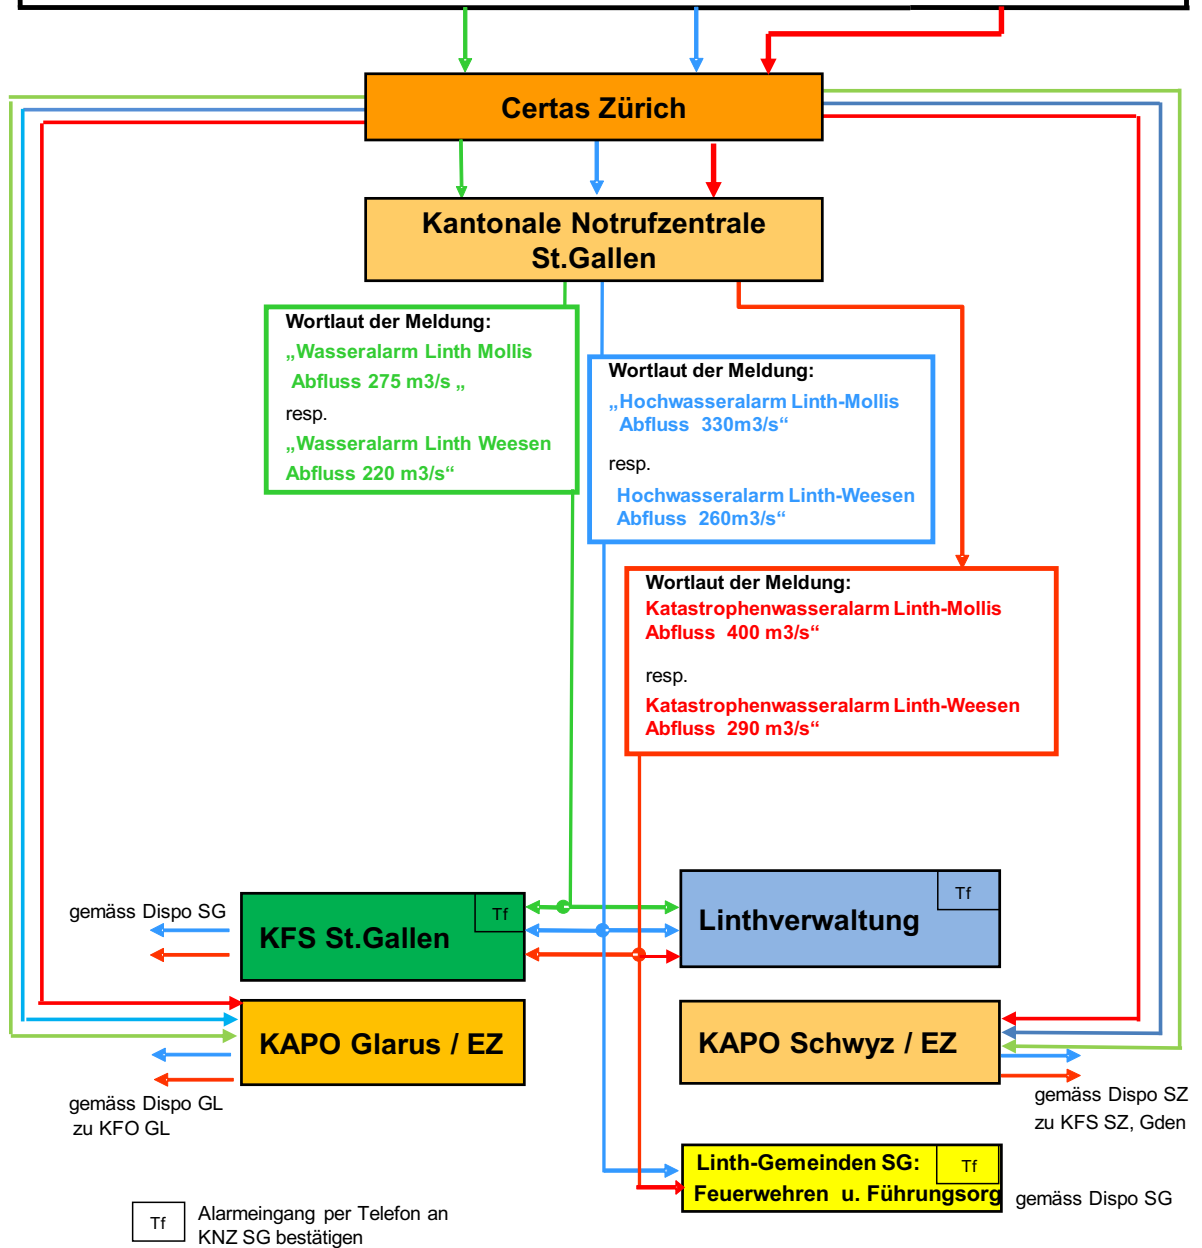 Certas Zürich
Kantonale Notrufzentrale
St.Gallen
Wortlaut der Meldung:
„Wasseralarm Linth Mollis
Abfluss 275 m3/s „
resp.
„Wasseralarm Linth Weesen
Abfluss 220 m3/s“
Wortlaut der Meldung:
„Hochwasseralarm Linth-Mollis
Abfluss 330m3/s“
resp.
Hochwasseralarm Linth-Weesen
Abfluss 260m3/s“
Wortlaut der Meldung:
Katastrophenwasseralarm Linth-Mollis
Abfluss 400 m3/s“
resp.
Katastrophenwasseralarm Linth-Weesen
Abfluss 290 m3/s“
gemäss Dispo SG
KFS St.Gallen
Tf
Linthverwaltung
Tf
KAPO Glarus / EZ
KAPO Schwyz / EZ
gemäss Dispo GL
zu KFO GL
gemäss Dispo SZ
zu KFS SZ, Gden
Linth-Gemeinden SG:
Tf
Feuerwehren u. Führungsorg
gemäss Dispo SG
Tf
Alarmeingang per Telefon an
KNZ SG bestätigen